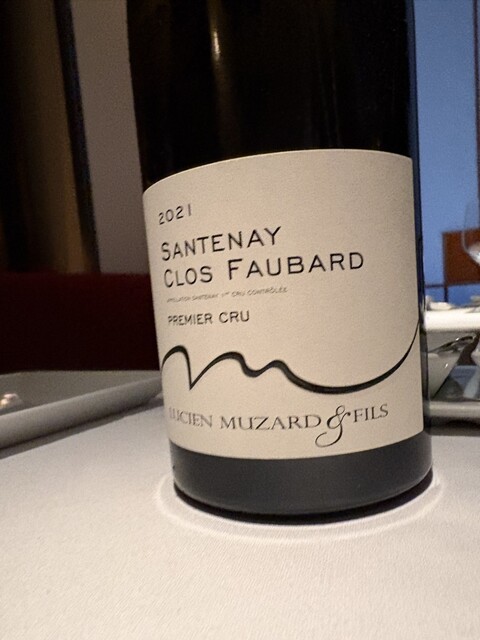 2021
SANTENAY
CLOS FAUBARD
APPELLATION SANTENAY 1ER CRU CONTRÔLÉE
PREMIER CRU
LUCIEN MUZARD & FILS